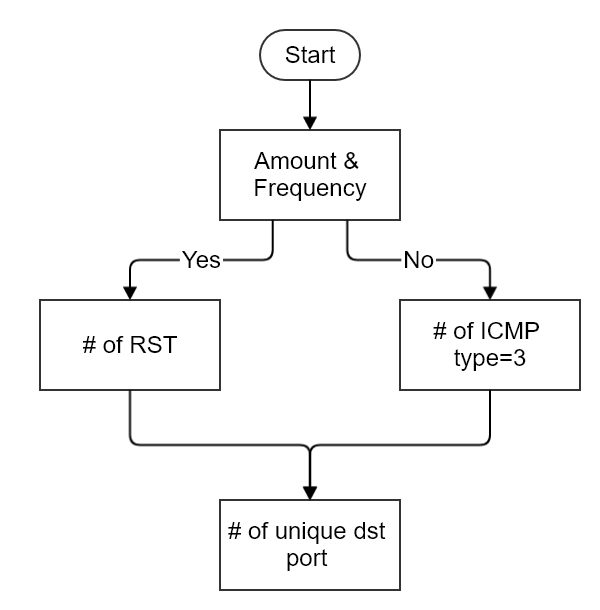 Start
Amount &
Frequency
Yes
No
# of RST
# of ICMP
type=3
# of unique dst
port